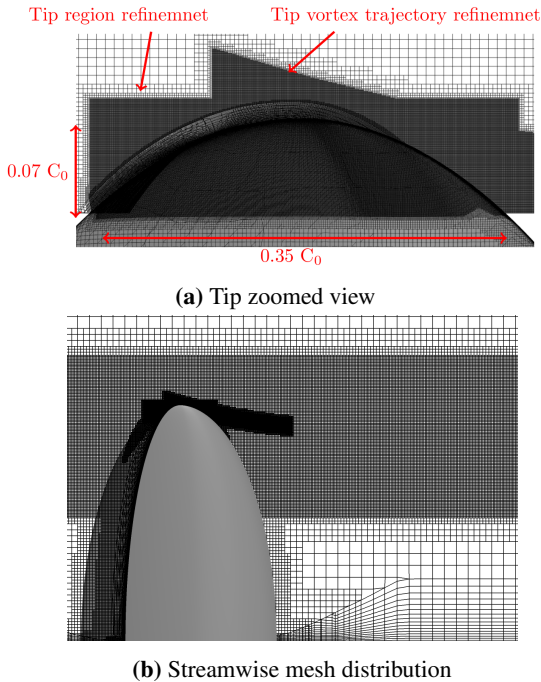 Tip region refinemnet
Tip vortex trajectory refinemnet
0.07 C₀
0.35 C₀
(a) Tip zoomed view
(b) Streamwise mesh distribution